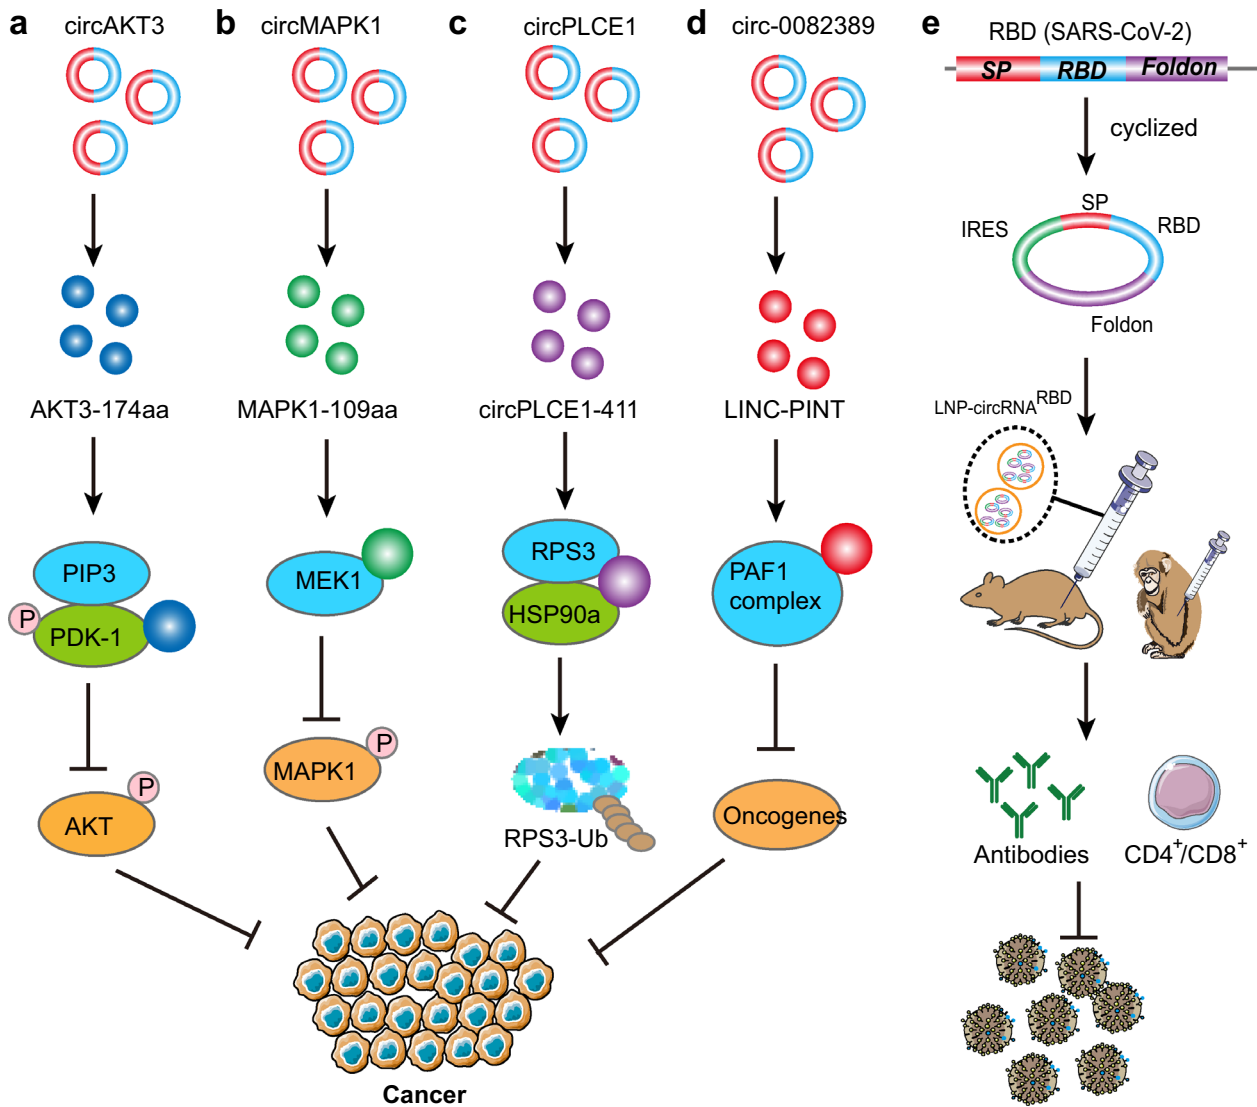 a
circAKT3
AKT3-174aa
PIP3
P
PDK-1
P
AKT
b
circMAPK1
MAPK1-109aa
MEK1
P
MAPK1
c
circPLCE1
circPLCE1-411
RPS3
HSP90a
RPS3-Ub
d
circ-0082389
LINC-PINT
PAF1
complex
Oncogenes
Cancer
e
RBD (SARS-CoV-2)
SP RBD Foldon
cyclized
SP
IRES
RBD
Foldon
LNP-circRNA^RBD
Antibodies
CD4⁺/CD8⁺